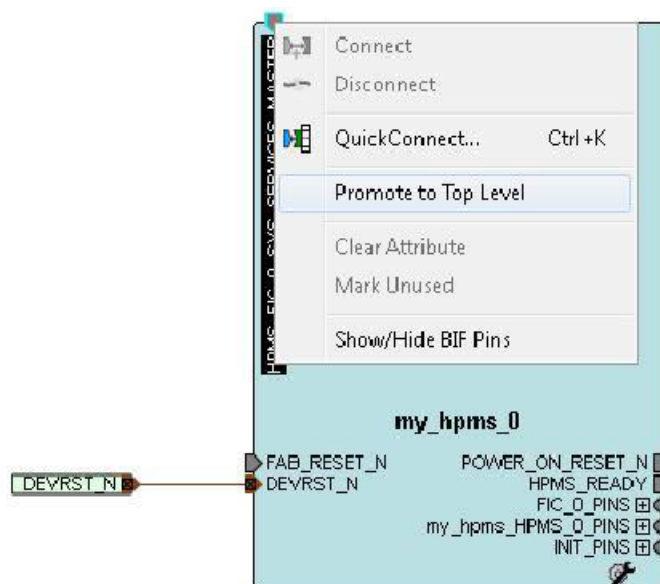 Connect
Disconnect
QuickConnect... Ctrl+K
Promote to Top Level
Clear Attribute
Mark Unused
Show/Hide BIF Pins
my_hpms_0
FAB_RESET_N POWER_ON_RESET_N
DEVRST_N DEVRST_N HPMS_READY
FIC_0_PINS
my_hpms_HPMS_0_PINS
INIT_PINS